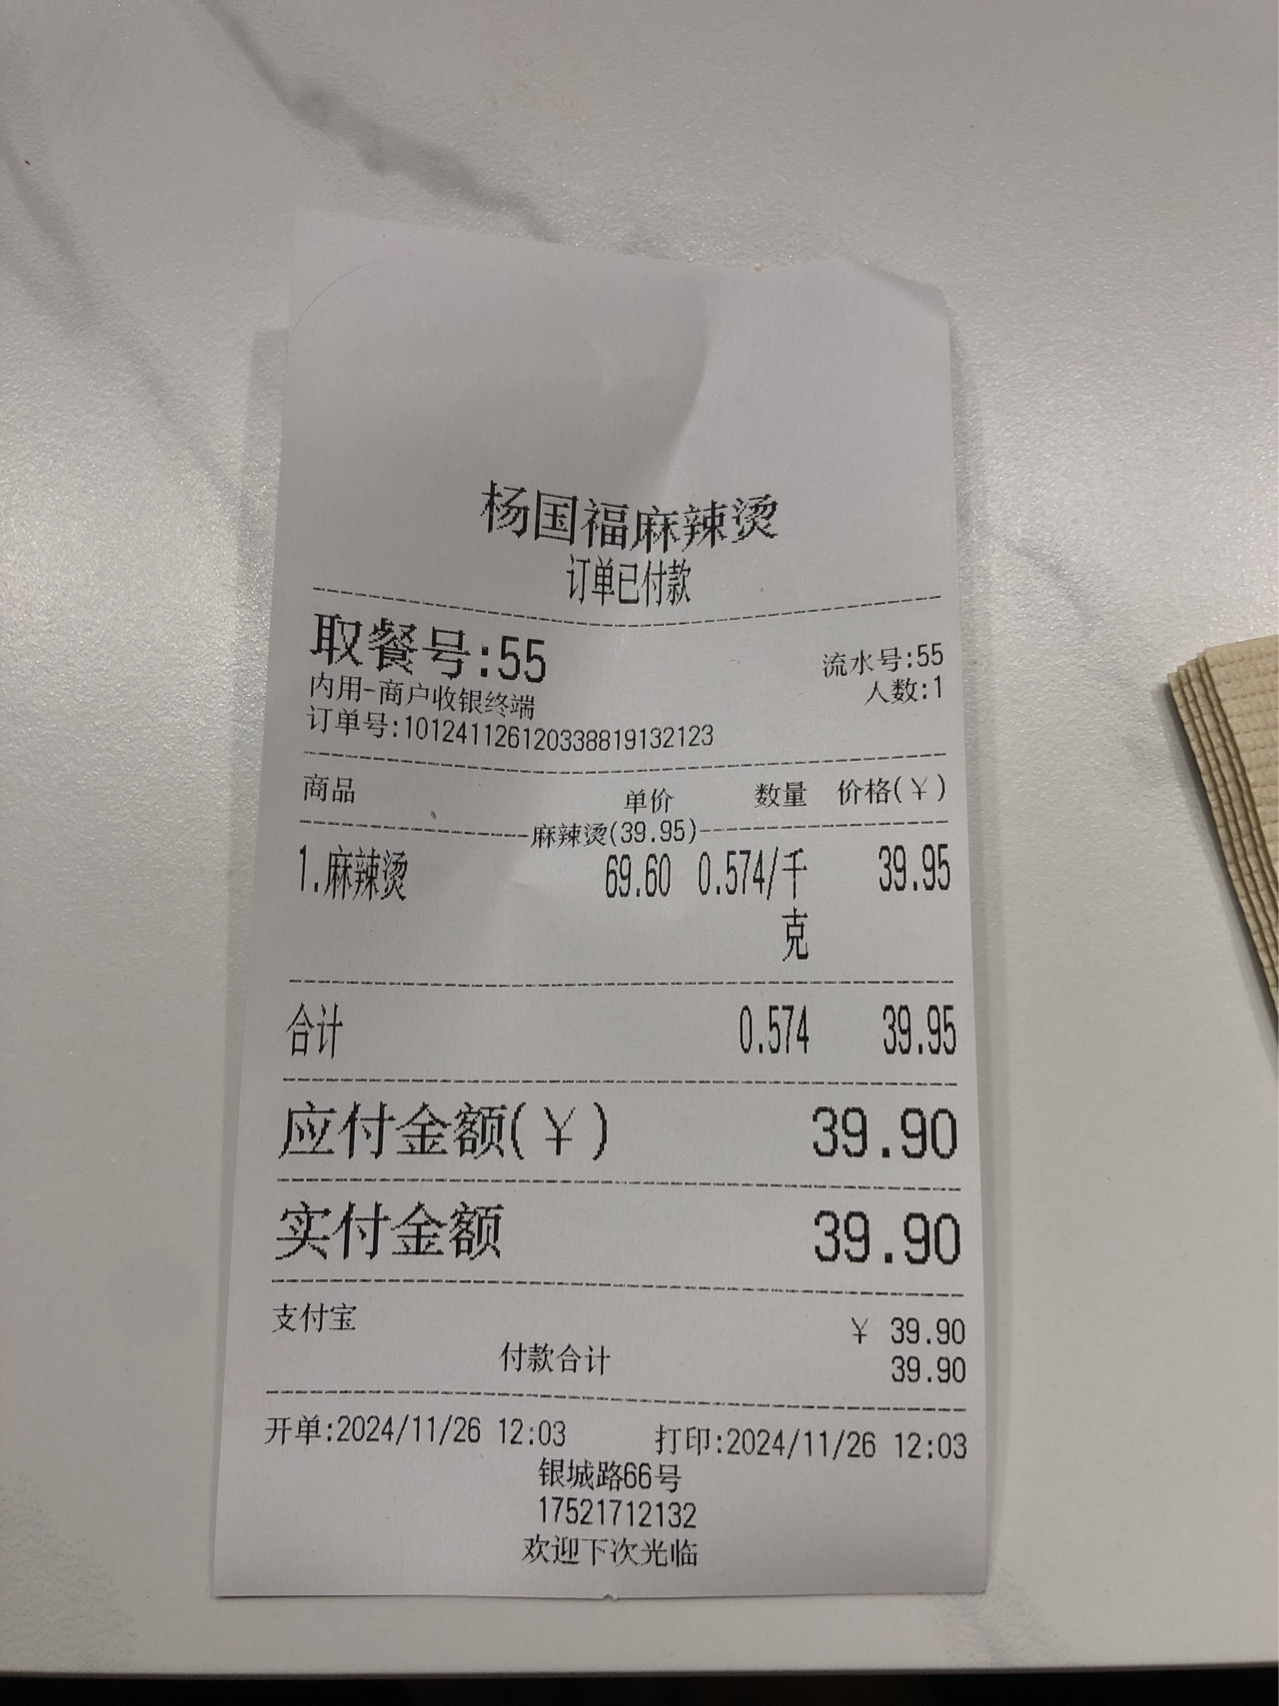 杨国福麻辣烫
订单已付款
取餐号:55
流水号:55
内用-商户收银终端
人数:1
订单号:101241126120338819132123
商品 单价 数量 价格(¥)
麻辣烫(39.95)
1.麻辣烫 69.60 0.574/千克 39.95
合计 0.574 39.95
应付金额(¥) 39.90
实付金额 39.90
支付宝 ¥ 39.90
付款合计 39.90
开单:2024/11/26 12:03 打印:2024/11/26 12:03
银城路66号
17521712132
欢迎下次光临